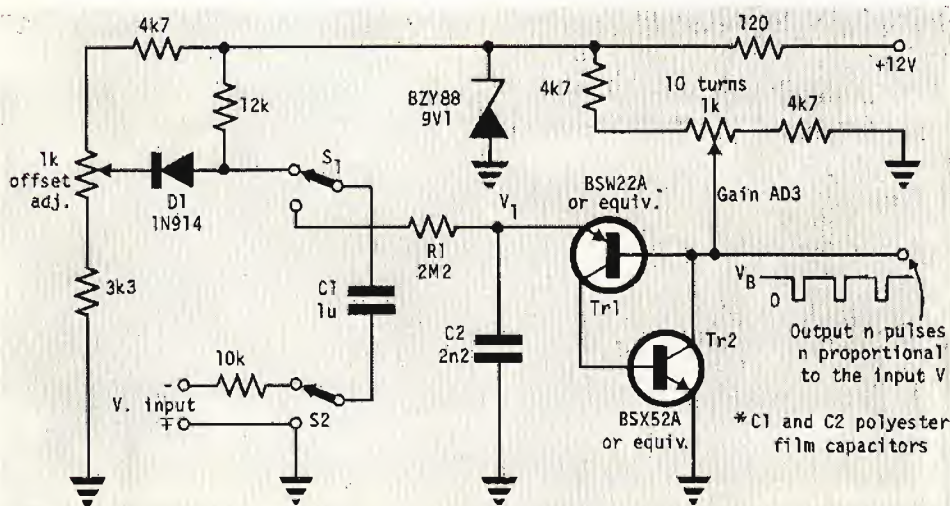 4k7
120
+12V
12k
BZY88
9V1
4k7
10 turns
1k
4k7
1k
offset
adj.
D1
1N914
S1
V1
BSW22A
or equiv.
Gain AD3
R1
2M2
3k3
C1
1u
Tr1
VB
0
C2
2n2
Tr2
Output n pulses
n proportional
to the input V
10k
-
V. input
∓
S2
BSX52A
or equiv.
*C1 and C2 polyester
film capacitors